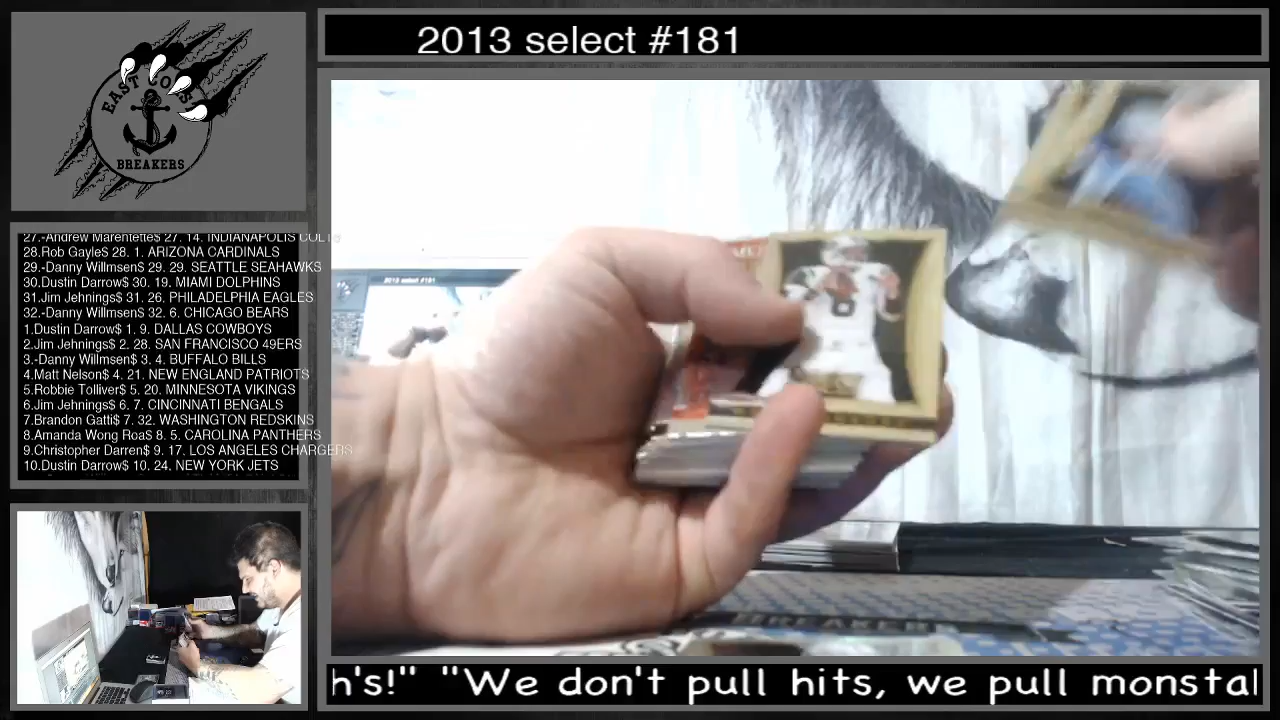 2013 select #181
EAST COAST
BREAKERS
27.-Andrew Marentette$ 27. 14. INDIANAPOLIS COLTS
28.Rob Gayle$ 28. 1. ARIZONA CARDINALS
29.-Danny Willmsen$ 29. 29. SEATTLE SEAHAWKS
30.Dustin Darrow$ 30. 19. MIAMI DOLPHINS
31.Jim Jehnings$ 31. 26. PHILADELPHIA EAGLES
32.-Danny Willmsen$ 32. 6. CHICAGO BEARS
1.Dustin Darrow$ 1. 9. DALLAS COWBOYS
2.Jim Jehnings$ 2. 28. SAN FRANCISCO 49ERS
3.-Danny Willmsen$ 3. 4. BUFFALO BILLS
4.Matt Nelson$ 4. 21. NEW ENGLAND PATRIOTS
5.Robbie Tolliver$ 5. 20. MINNESOTA VIKINGS
6.Jim Jehnings$ 6. 7. CINCINNATI BENGALS
7.Brandon Gatti$ 7. 32. WASHINGTON REDSKINS
8.Amanda Wong Roa$ 8. 5. CAROLINA PANTHERS
9.Christopher Darren$ 9. 17. LOS ANGELES CHARGERS
10.Dustin Darrow$ 10. 24. NEW YORK JETS
2013 select #181
BREAKERS
h's!" "We don't pull hits, we pull monstal